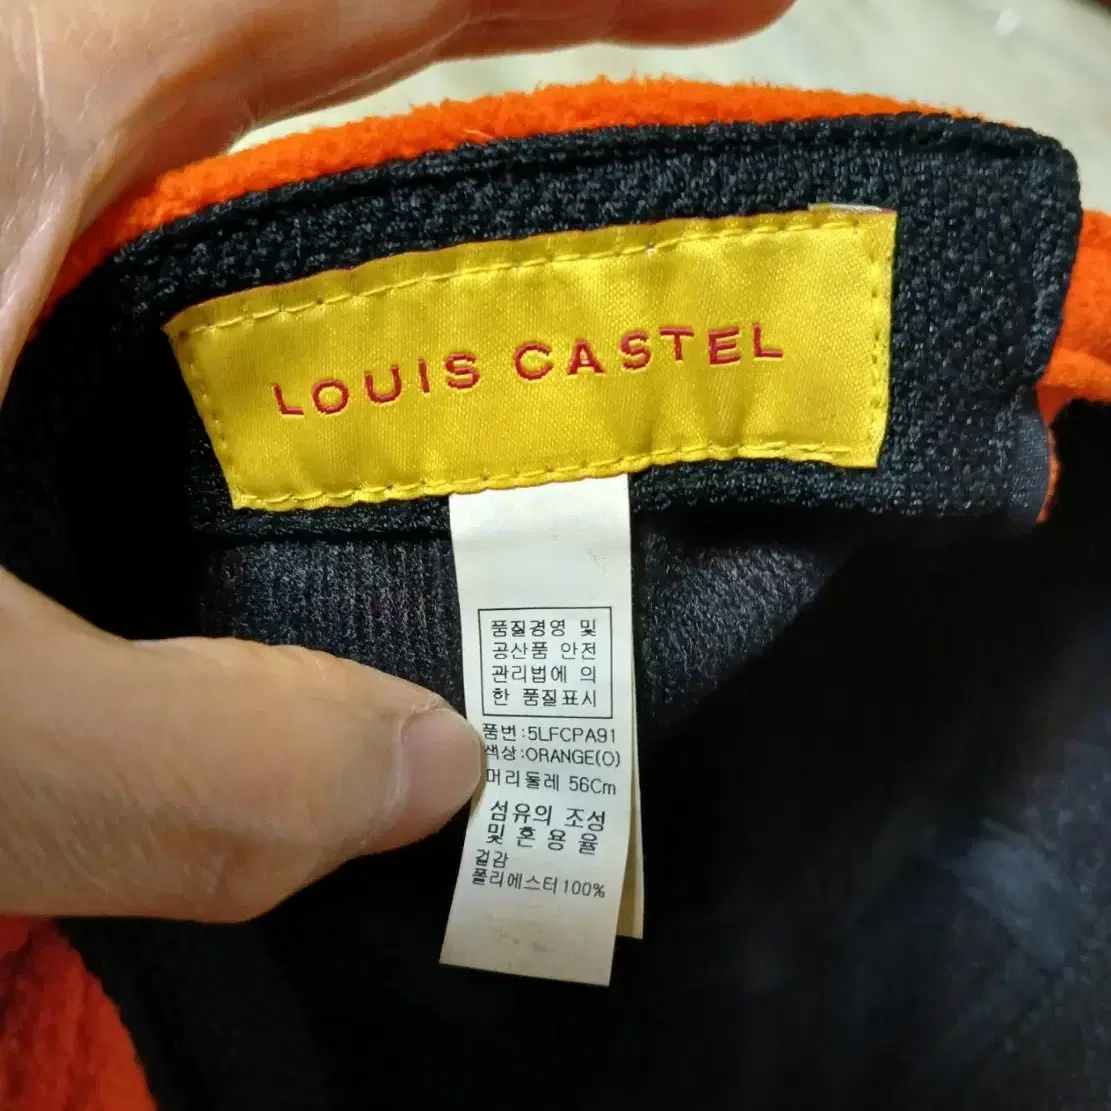 LOUIS CASTEL
품질경영 및
공산품 안전
관리법에 의
한 품질표시
품번:5LFCPA91
색상:ORANGE(O)
머리둘레 56Cm
섬유의 조성
및 혼 용 율
겉감
폴리에스터100%